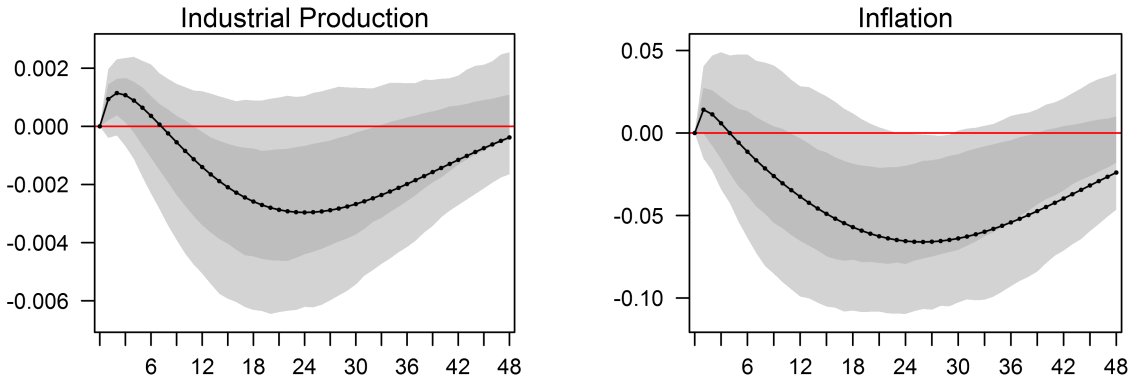 Industrial Production
0.002
0.000
-0.002
-0.004
-0.006
6 12 18 24 30 36 42 48
Inflation
0.05
0.00
-0.05
-0.10
6 12 18 24 30 36 42 48